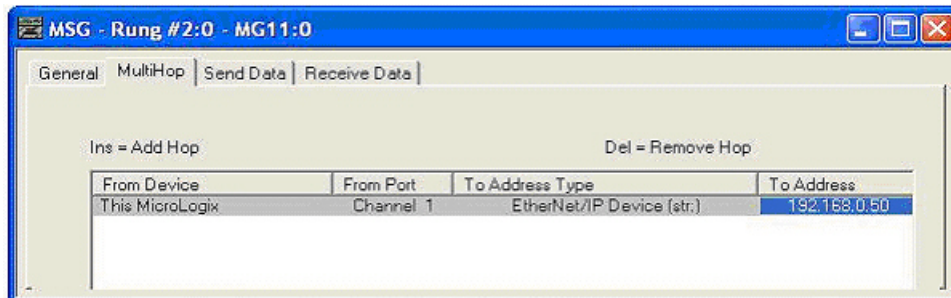 MSG - Rung #2:0 - MG11:0
General MultiHop Send Data Receive Data
Ins = Add Hop Del = Remove Hop
From Device From Port To Address Type To Address
This MicroLogix Channel 1 EtherNet/IP Device (str.) 192.168.0.50